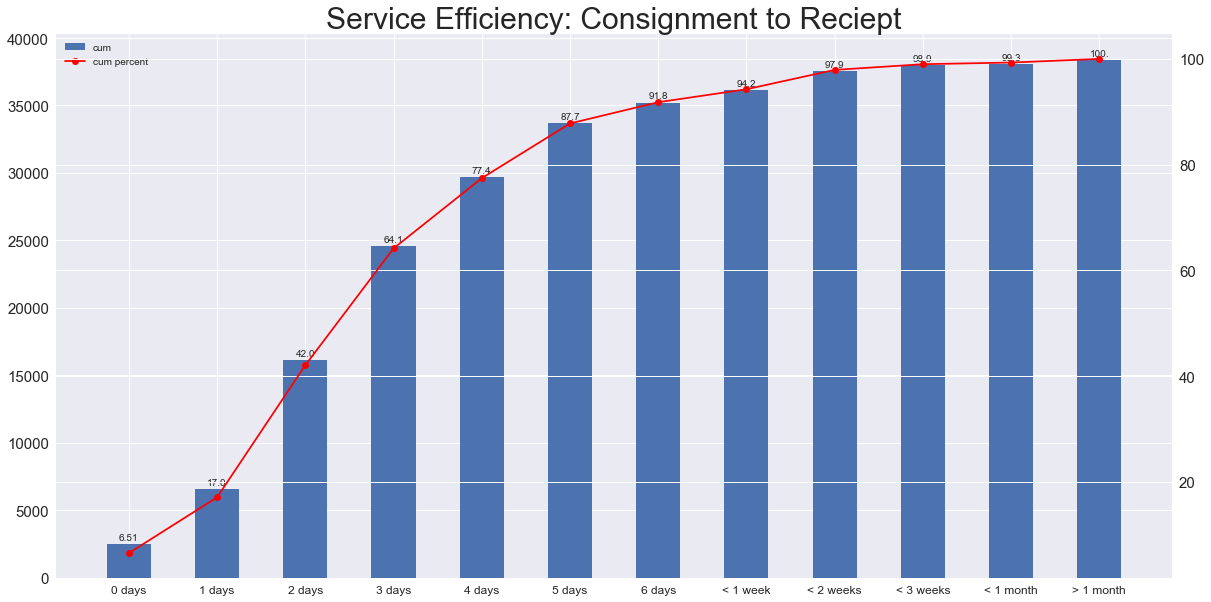 Service Efficiency: Consignment to Reciept
cum
cum percent
40000
35000
30000
25000
20000
15000
10000
5000
0
100
80
60
40
20
6.51
17.0
42.0
64.1
77.4
87.7
91.8
94.2
97.9
98.9
99.3
100.
0 days
1 days
2 days
3 days
4 days
5 days
6 days
< 1 week
< 2 weeks
< 3 weeks
< 1 month
> 1 month